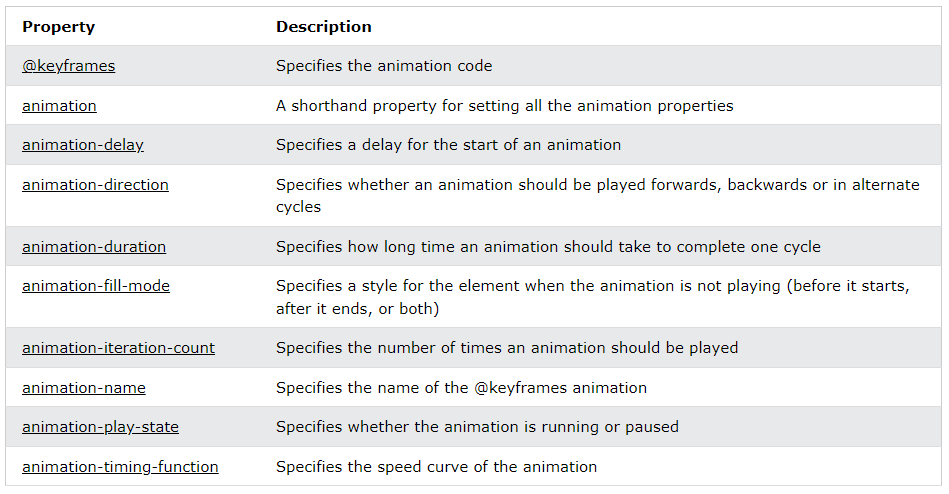 Property Description
@keyframes Specifies the animation code
animation A shorthand property for setting all the animation properties
animation-delay Specifies a delay for the start of an animation
animation-direction Specifies whether an animation should be played forwards, backwards or in alternate
cycles
animation-duration Specifies how long time an animation should take to complete one cycle
animation-fill-mode Specifies a style for the element when the animation is not playing (before it starts,
after it ends, or both)
animation-iteration-count Specifies the number of times an animation should be played
animation-name Specifies the name of the @keyframes animation
animation-play-state Specifies whether the animation is running or paused
animation-timing-function Specifies the speed curve of the animation